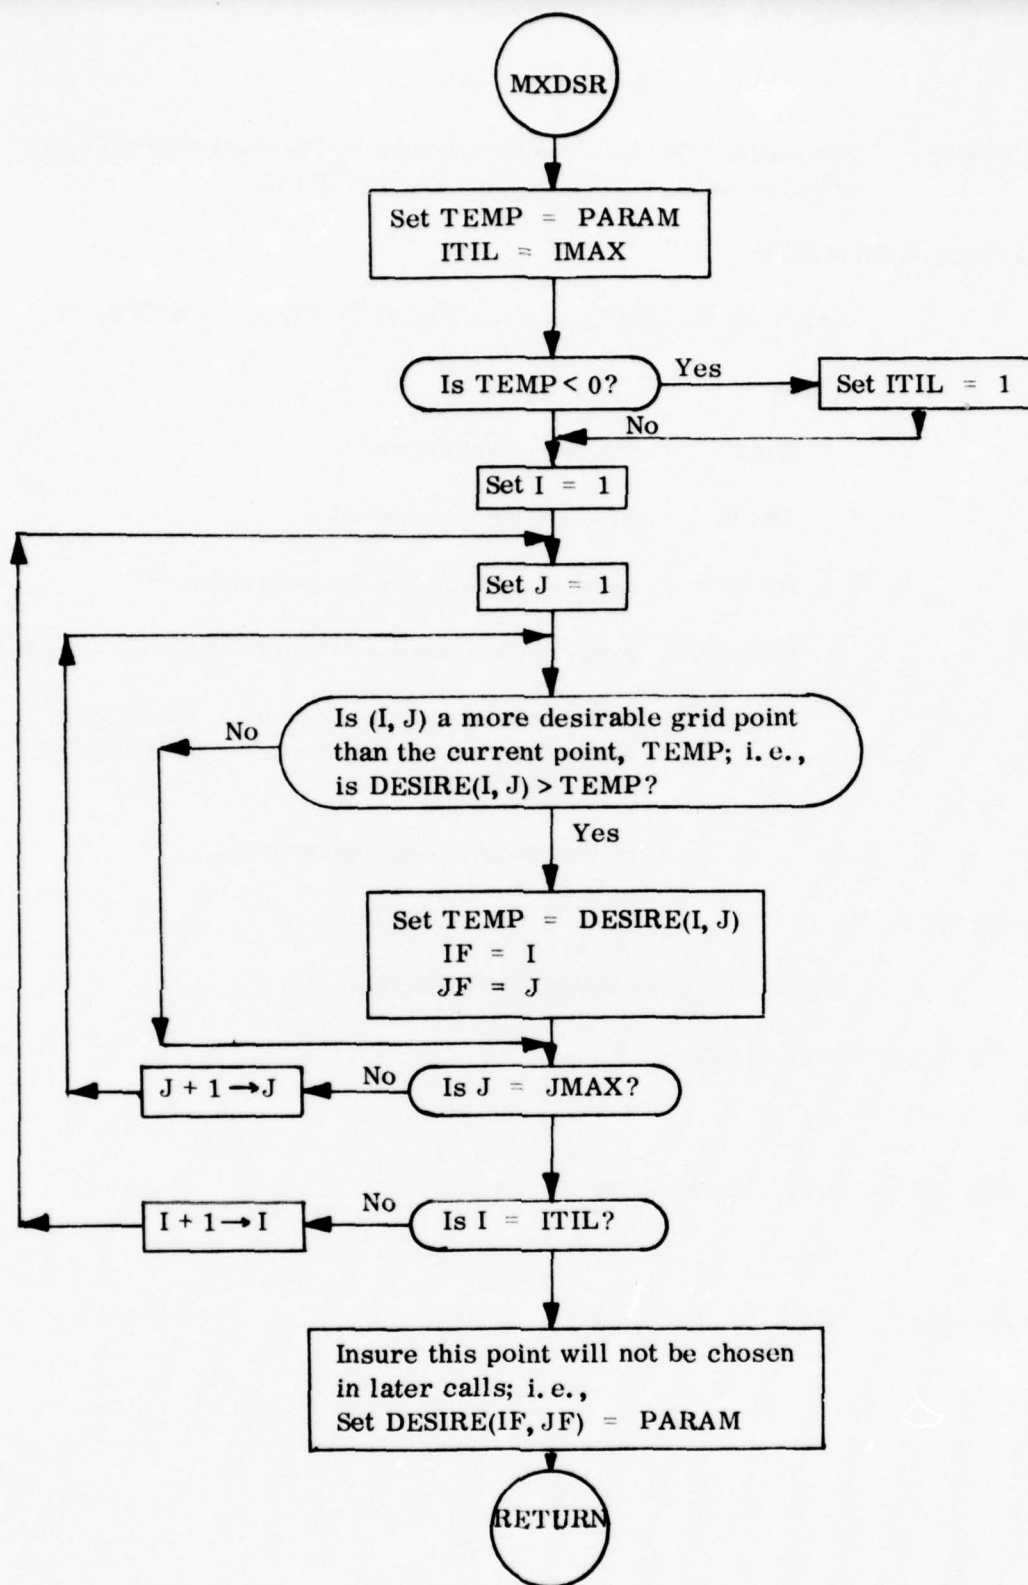 MXDSR
Set TEMP = PARAM
ITIL = IMAX
Is TEMP < 0?
Yes
Set ITIL = 1
No
Set I = 1
Set J = 1
Is (I, J) a more desirable grid point
than the current point, TEMP; i.e.,
is DESIRE(I, J) > TEMP?
No
Yes
Set TEMP = DESIRE(I, J)
IF = I
JF = J
Is J = JMAX?
No
J + 1 → J
Is I = ITIL?
No
I + 1 → I
Insure this point will not be chosen
in later calls; i.e.,
Set DESIRE(IF, JF) = PARAM
RETURN